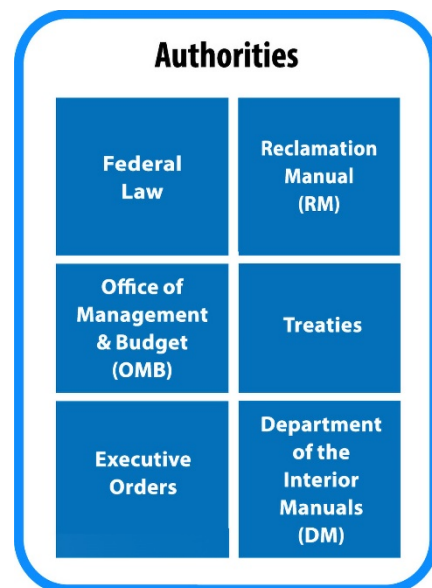 Authorities
Federal
Law
Reclamation
Manual
(RM)
Office of
Management
& Budget
(OMB)
Treaties
Executive
Orders
Department
of the
Interior
Manuals
(DM)